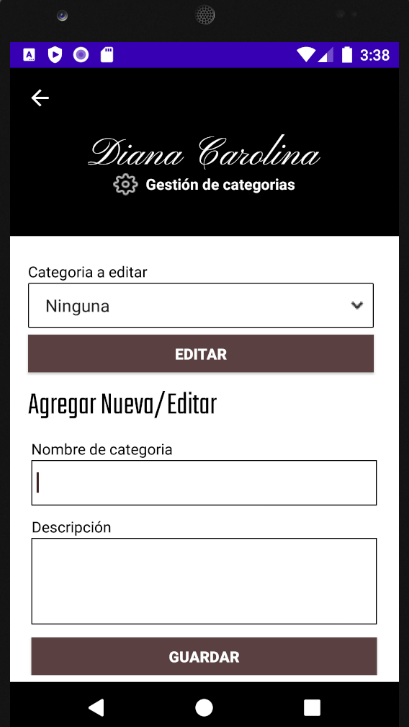 3:38
Diana Carolina
Gestión de categorias
Categoria a editar
Ninguna
EDITAR
Agregar Nueva/Editar
Nombre de categoria
Descripción
GUARDAR